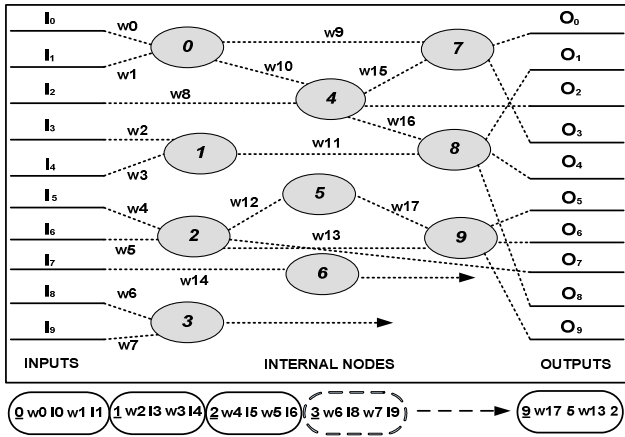 I₀ w0 w9 O₀
0 7
I₁ w1 w10 w15 O₁
I₂ w8 4 O₂
w16
I₃ w2 O₃
1 w11 8
I₄ w3 O₄
I₅ w4 w12 5 w17 O₅
I₆ w5 2 w13 9 O₆
I₇ w14 6 O₇
I₈ w6 O₈
3
I₉ w7 O₉
INPUTS INTERNAL NODES OUTPUTS
0 w0 I0 w1 I1 1 w2 I3 w3 I4 2 w4 I5 w5 I6 3 w6 I8 w7 I9 9 w17 5 w13 2